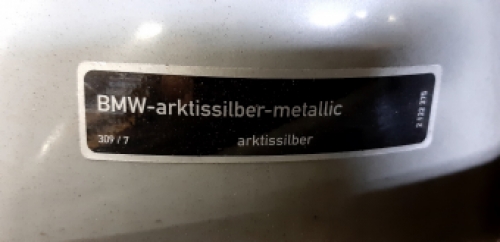 BMW-arktissilber-metallic
309 / 7
arktissilber